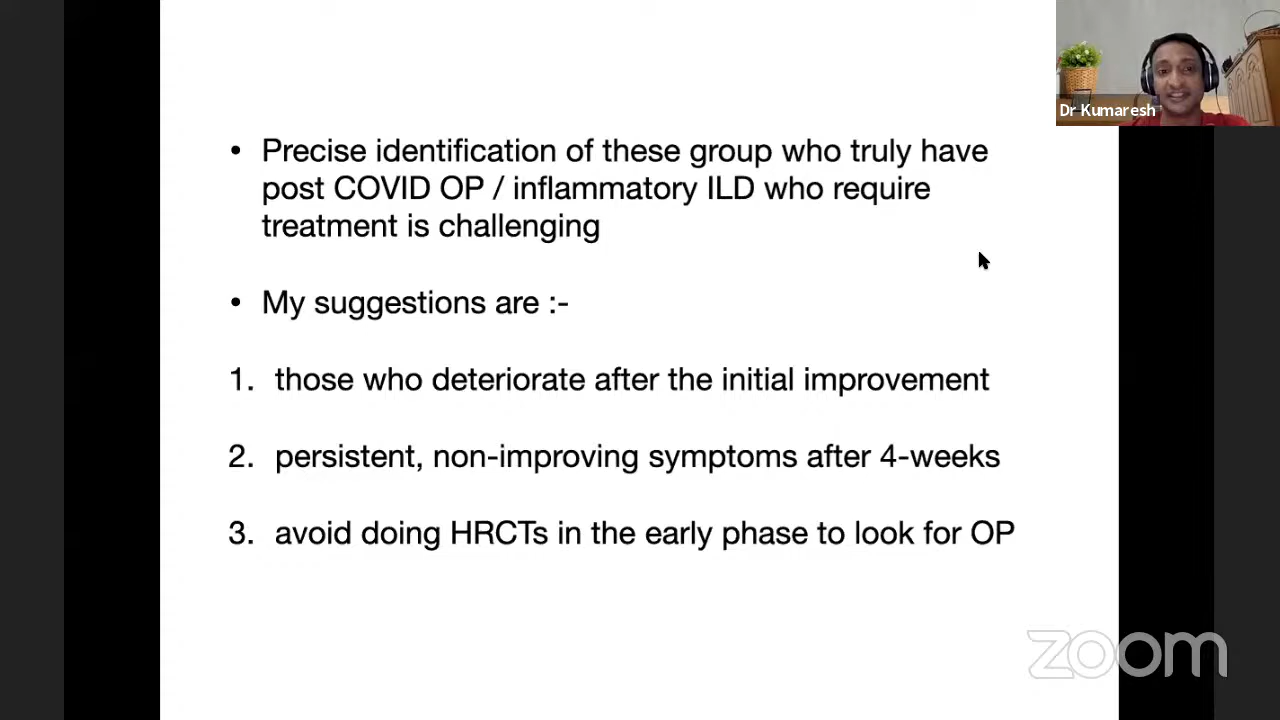 Dr Kumaresh
• Precise identification of these group who truly have
post COVID OP / inflammatory ILD who require
treatment is challenging
• My suggestions are :-
1. those who deteriorate after the initial improvement
2. persistent, non-improving symptoms after 4-weeks
3. avoid doing HRCTs in the early phase to look for OP
zoom